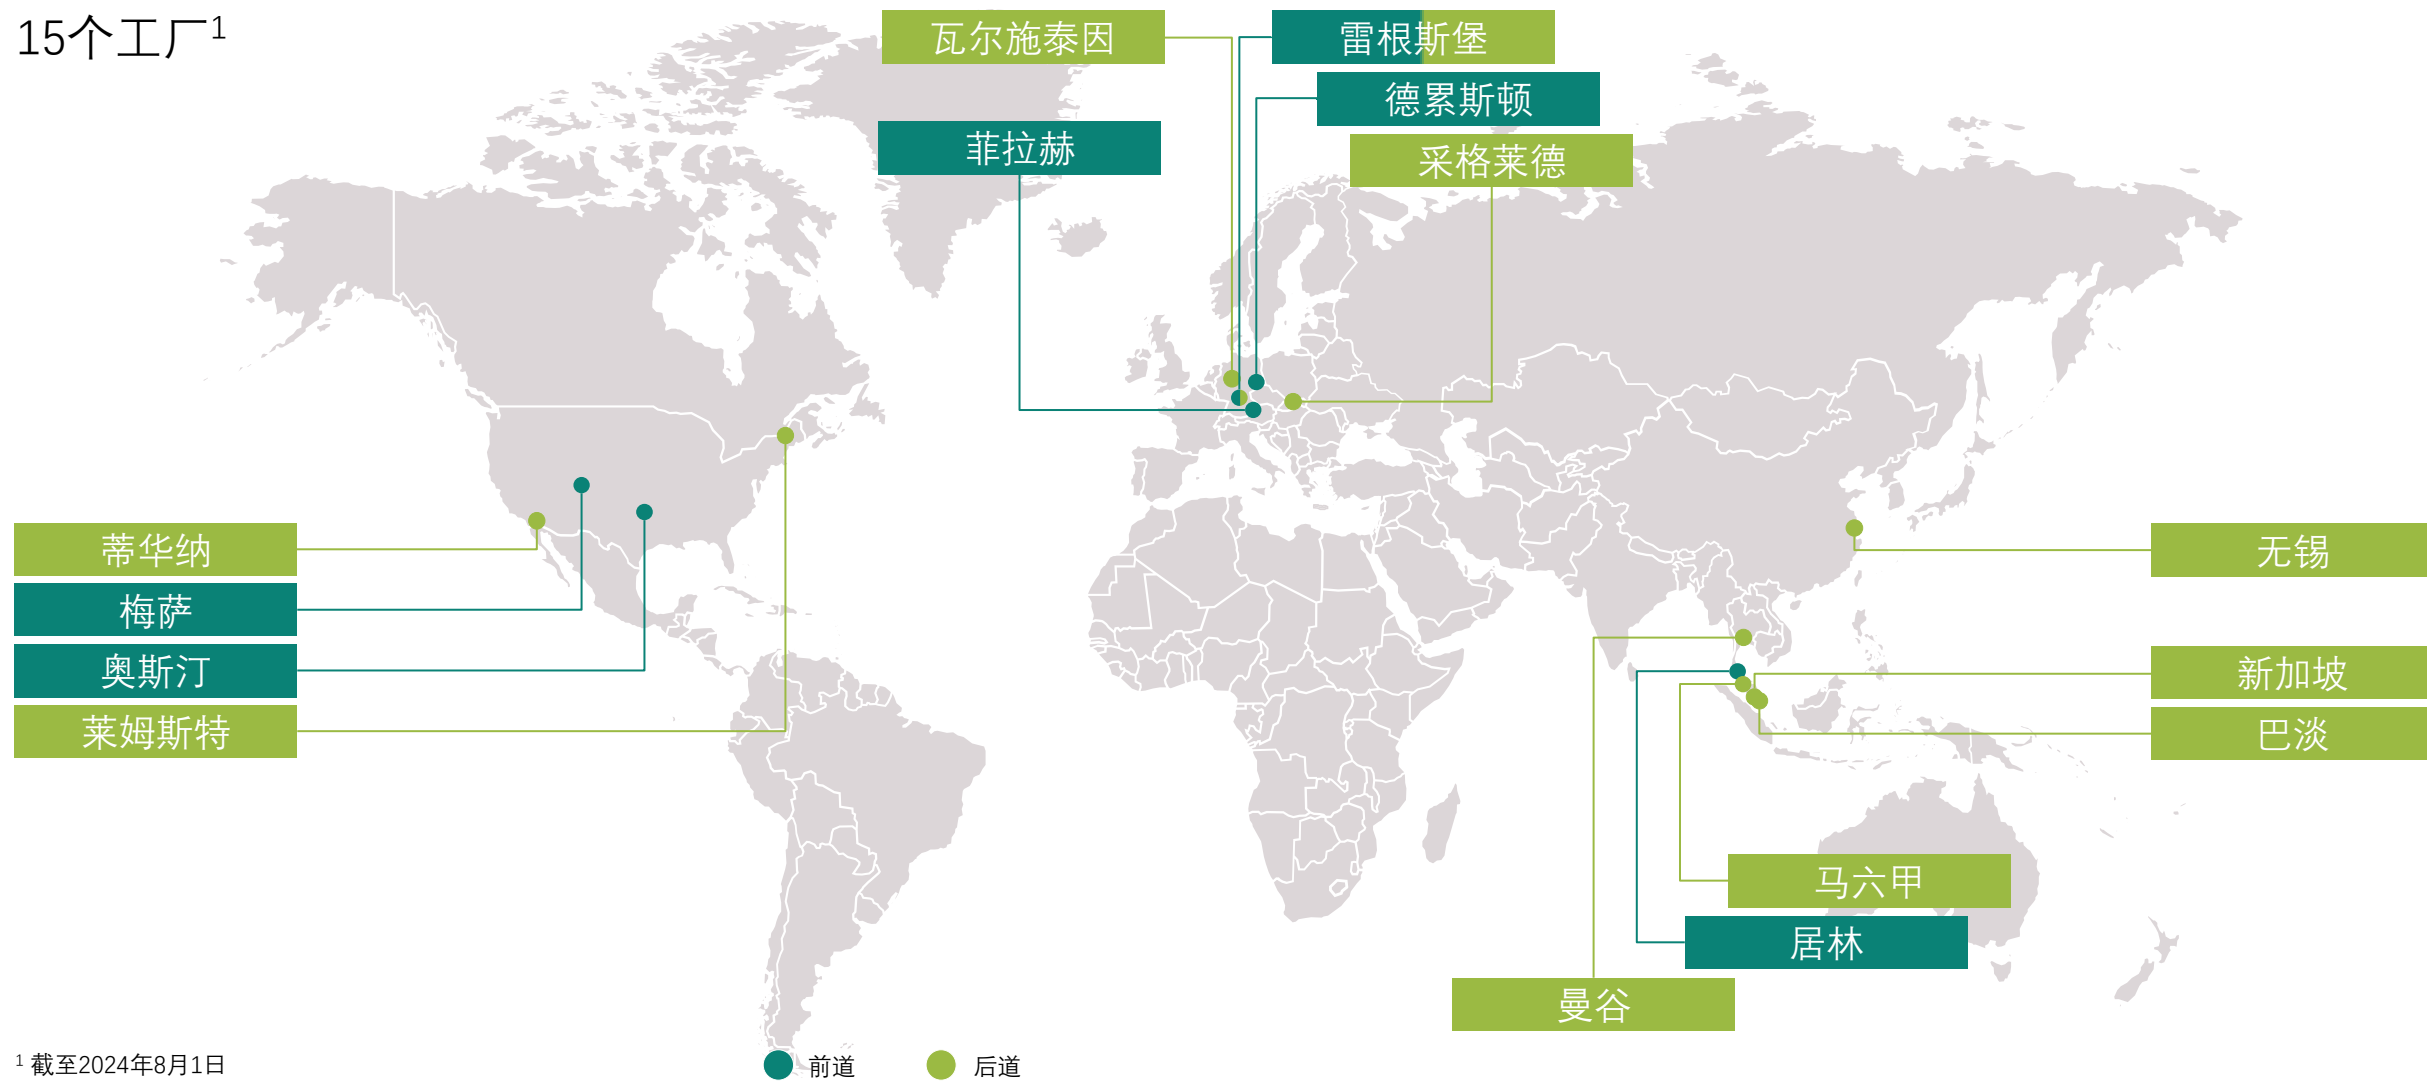 15个工厂¹
瓦尔施泰因
雷根斯堡
德累斯顿
菲拉赫
采格莱德
蒂华纳
梅萨
奥斯汀
莱姆斯特
无锡
新加坡
巴淡
马六甲
居林
曼谷
¹ 截至2024年8月1日
前道
后道